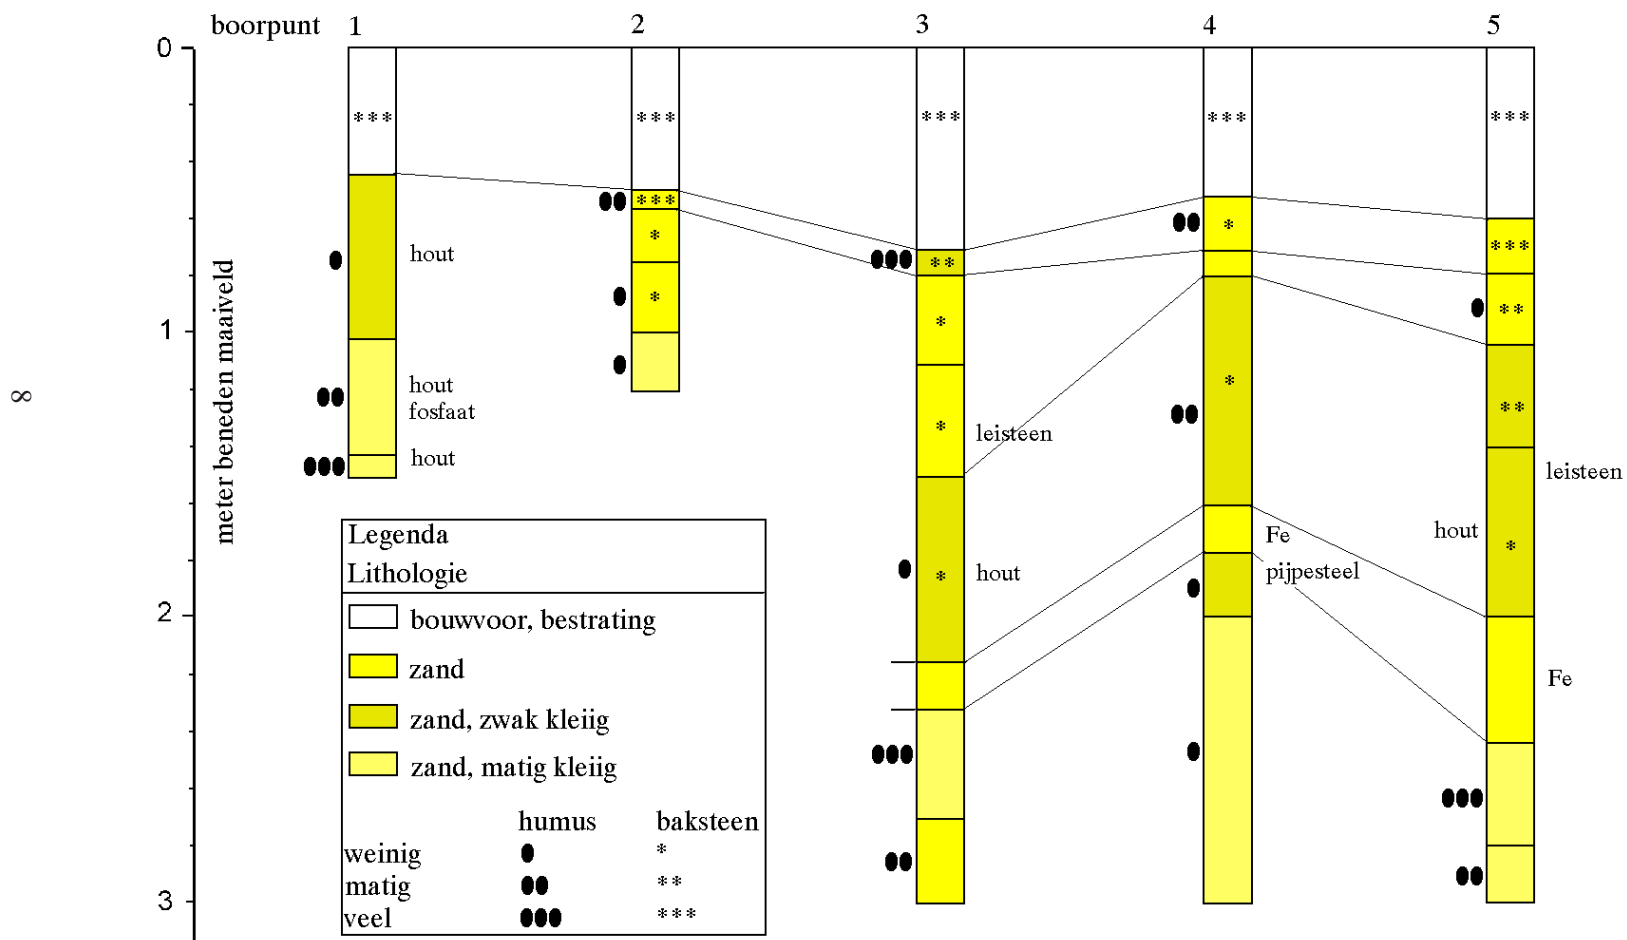 boorpunt 1 2 3 4 5
0
*** *** *** *** ***
***
*
**
*
***
hout
*
*
**
*
1
meter beneden maaiveld
8
hout
fosfaat
*
**
*
leisteen
hout
leisteen
hout
*
Fe
pijpesteel
*
hout
2
Fe
3
Legenda
Lithologie
bouwvoor, bestrating
zand
zand, zwak kleiig
zand, matig kleiig
humus baksteen
weinig *
matig **
veel ***